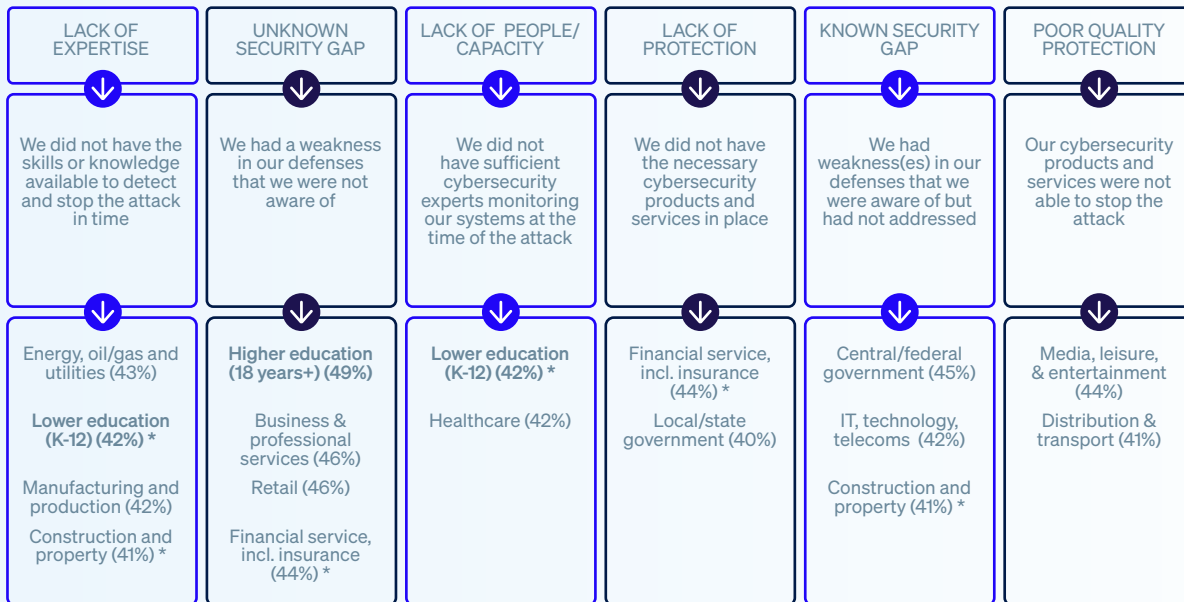 LACK OF
EXPERTISE
UNKNOWN
SECURITY GAP
LACK OF PEOPLE/
CAPACITY
LACK OF
PROTECTION
KNOWN SECURITY
GAP
POOR QUALITY
PROTECTION
We did not have the
skills or knowledge
available to detect
and stop the attack
in time
We had a weakness
in our defenses
that we were not
aware of
We did not
have sufficient
cybersecurity
experts monitoring
our systems at the
time of the attack
We did not have
the necessary
cybersecurity
products and
services in place
We had
weakness(es) in our
defenses that we
were aware of but
had not addressed
Our cybersecurity
products and
services were not
able to stop the
attack
Energy, oil/gas and
utilities (43%)
Lower education
(K-12) (42%) *
Manufacturing and
production (42%)
Construction and
property (41%) *
Higher education
(18 years+) (49%)
Business &
professional
services (46%)
Retail (46%)
Financial service,
incl. insurance
(44%) *
Lower education
(K-12) (42%) *
Healthcare (42%)
Financial service,
incl. insurance
(44%) *
Local/state
government (40%)
Central/federal
government (45%)
IT, technology,
telecoms (42%)
Construction and
property (41%) *
Media, leisure,
& entertainment
(44%)
Distribution &
transport (41%)